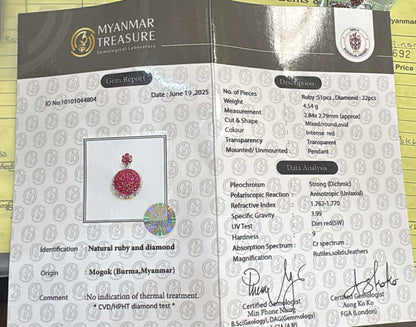 MYANMAR
TREASURE
Gemological Laboratory
Gem Report
ID No: 10101044804
Date : June 19, 2025
Identification : Natural ruby and diamond
Origin : Mogok (Burma,Myanmar)
Comment : No indication of thermal treatment.
* CVD/HPHT diamond test *
Description
No. of Pieces Ruby :51pcs, Diamond : 22pcs
Weight 4.54 g
Measurement 2.84x 2.79mm (approx)
Cut & Shape Mixed/round,oval
Colour Intense red
Transparency Transparent
Mounted/ Unmounted : Pendant
Data Analysis
Pleochroism Strong (Dichroic)
Polariscopic Reaction : Anisotropic (Uniaxial)
Refractive Index 1.762-1.770
Specific Gravity 3.99
UV Test Dim red(SW)
Hardness 9
Absorption Spectrum : Cr spectrum
Magnification Rutiles,solids,feathers
Certified Gemologist
Min Phone Naing
B.Sc(Geology), DAG(Gemmology)
Certified Gemologist
Aung Ko Ko
FGA (London)
692